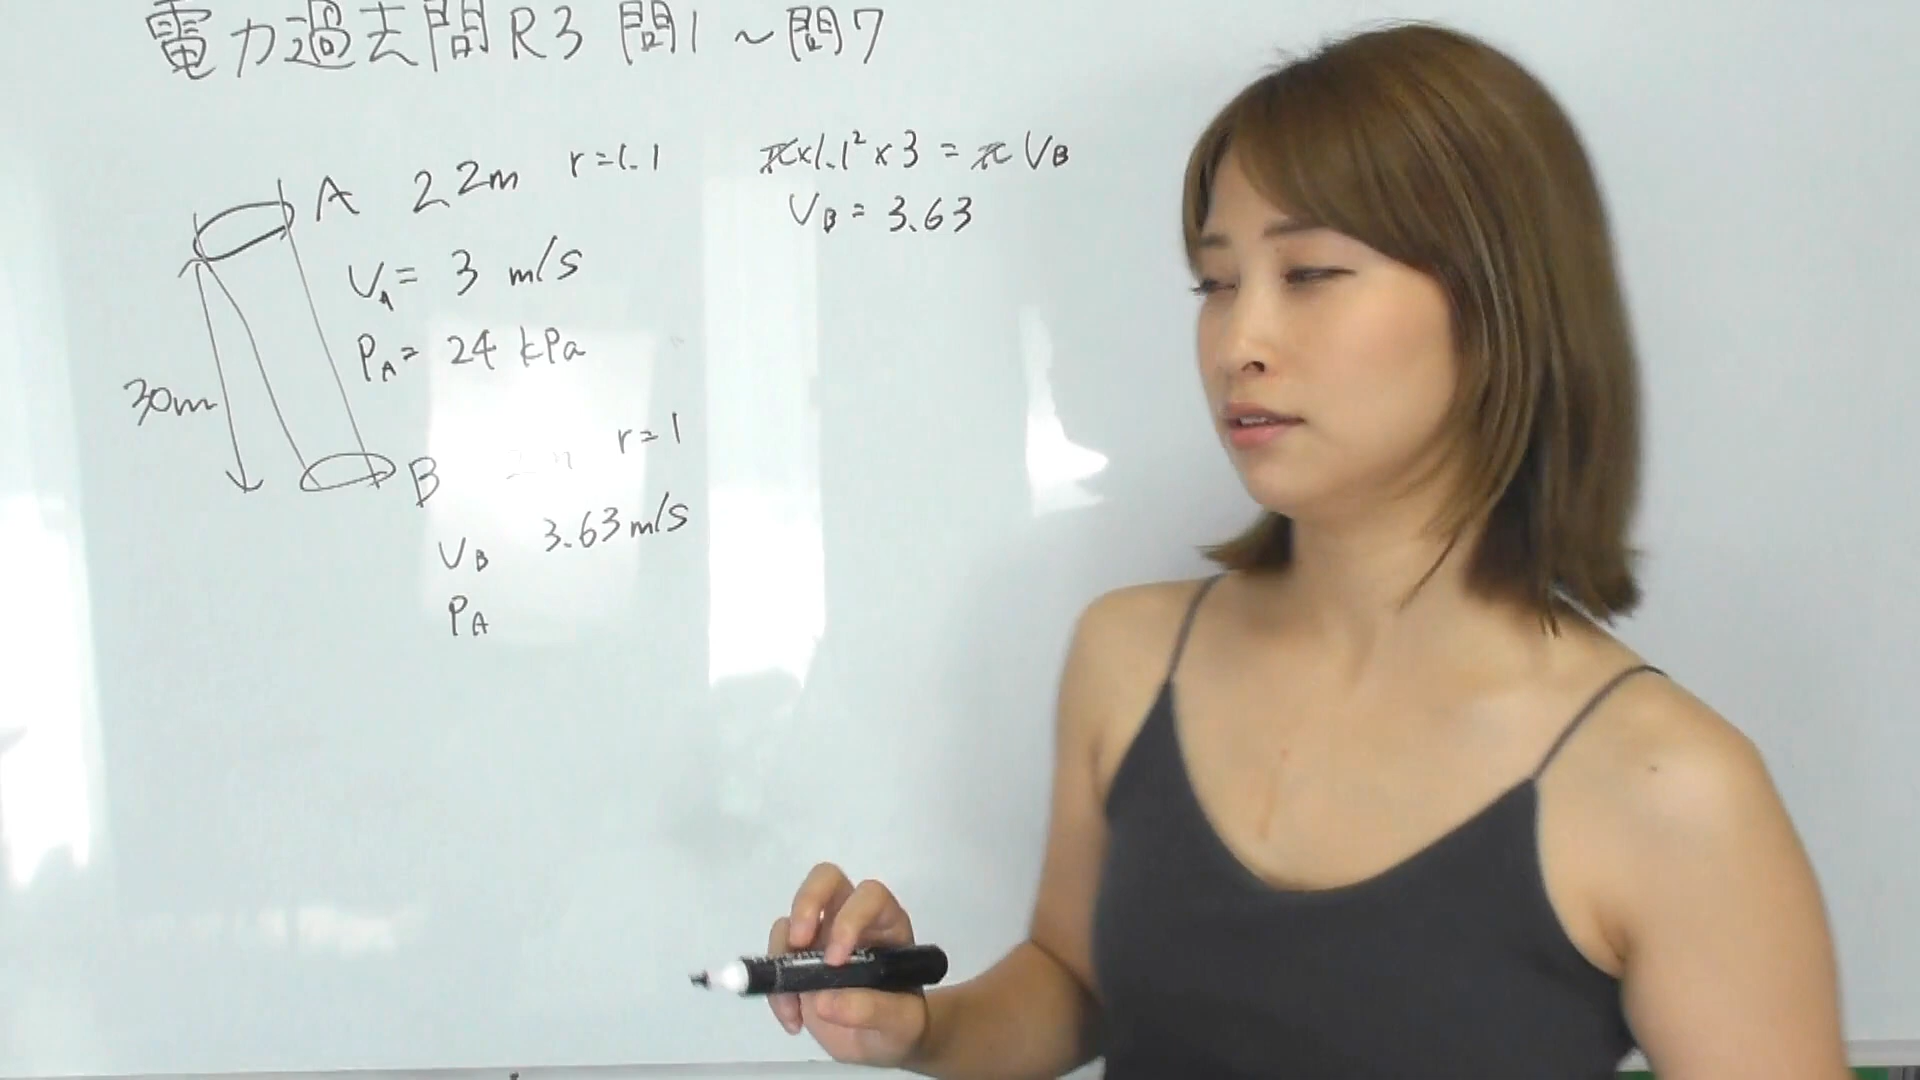 電力過去問R3 問1～問7
A 2.2m r=1.1
V_A= 3 m/s
P_A= 24 kPa
30m
B r=1
V_B 3.63m/s
P_A
π×1.1²×3 = π V_B
V_B = 3.63